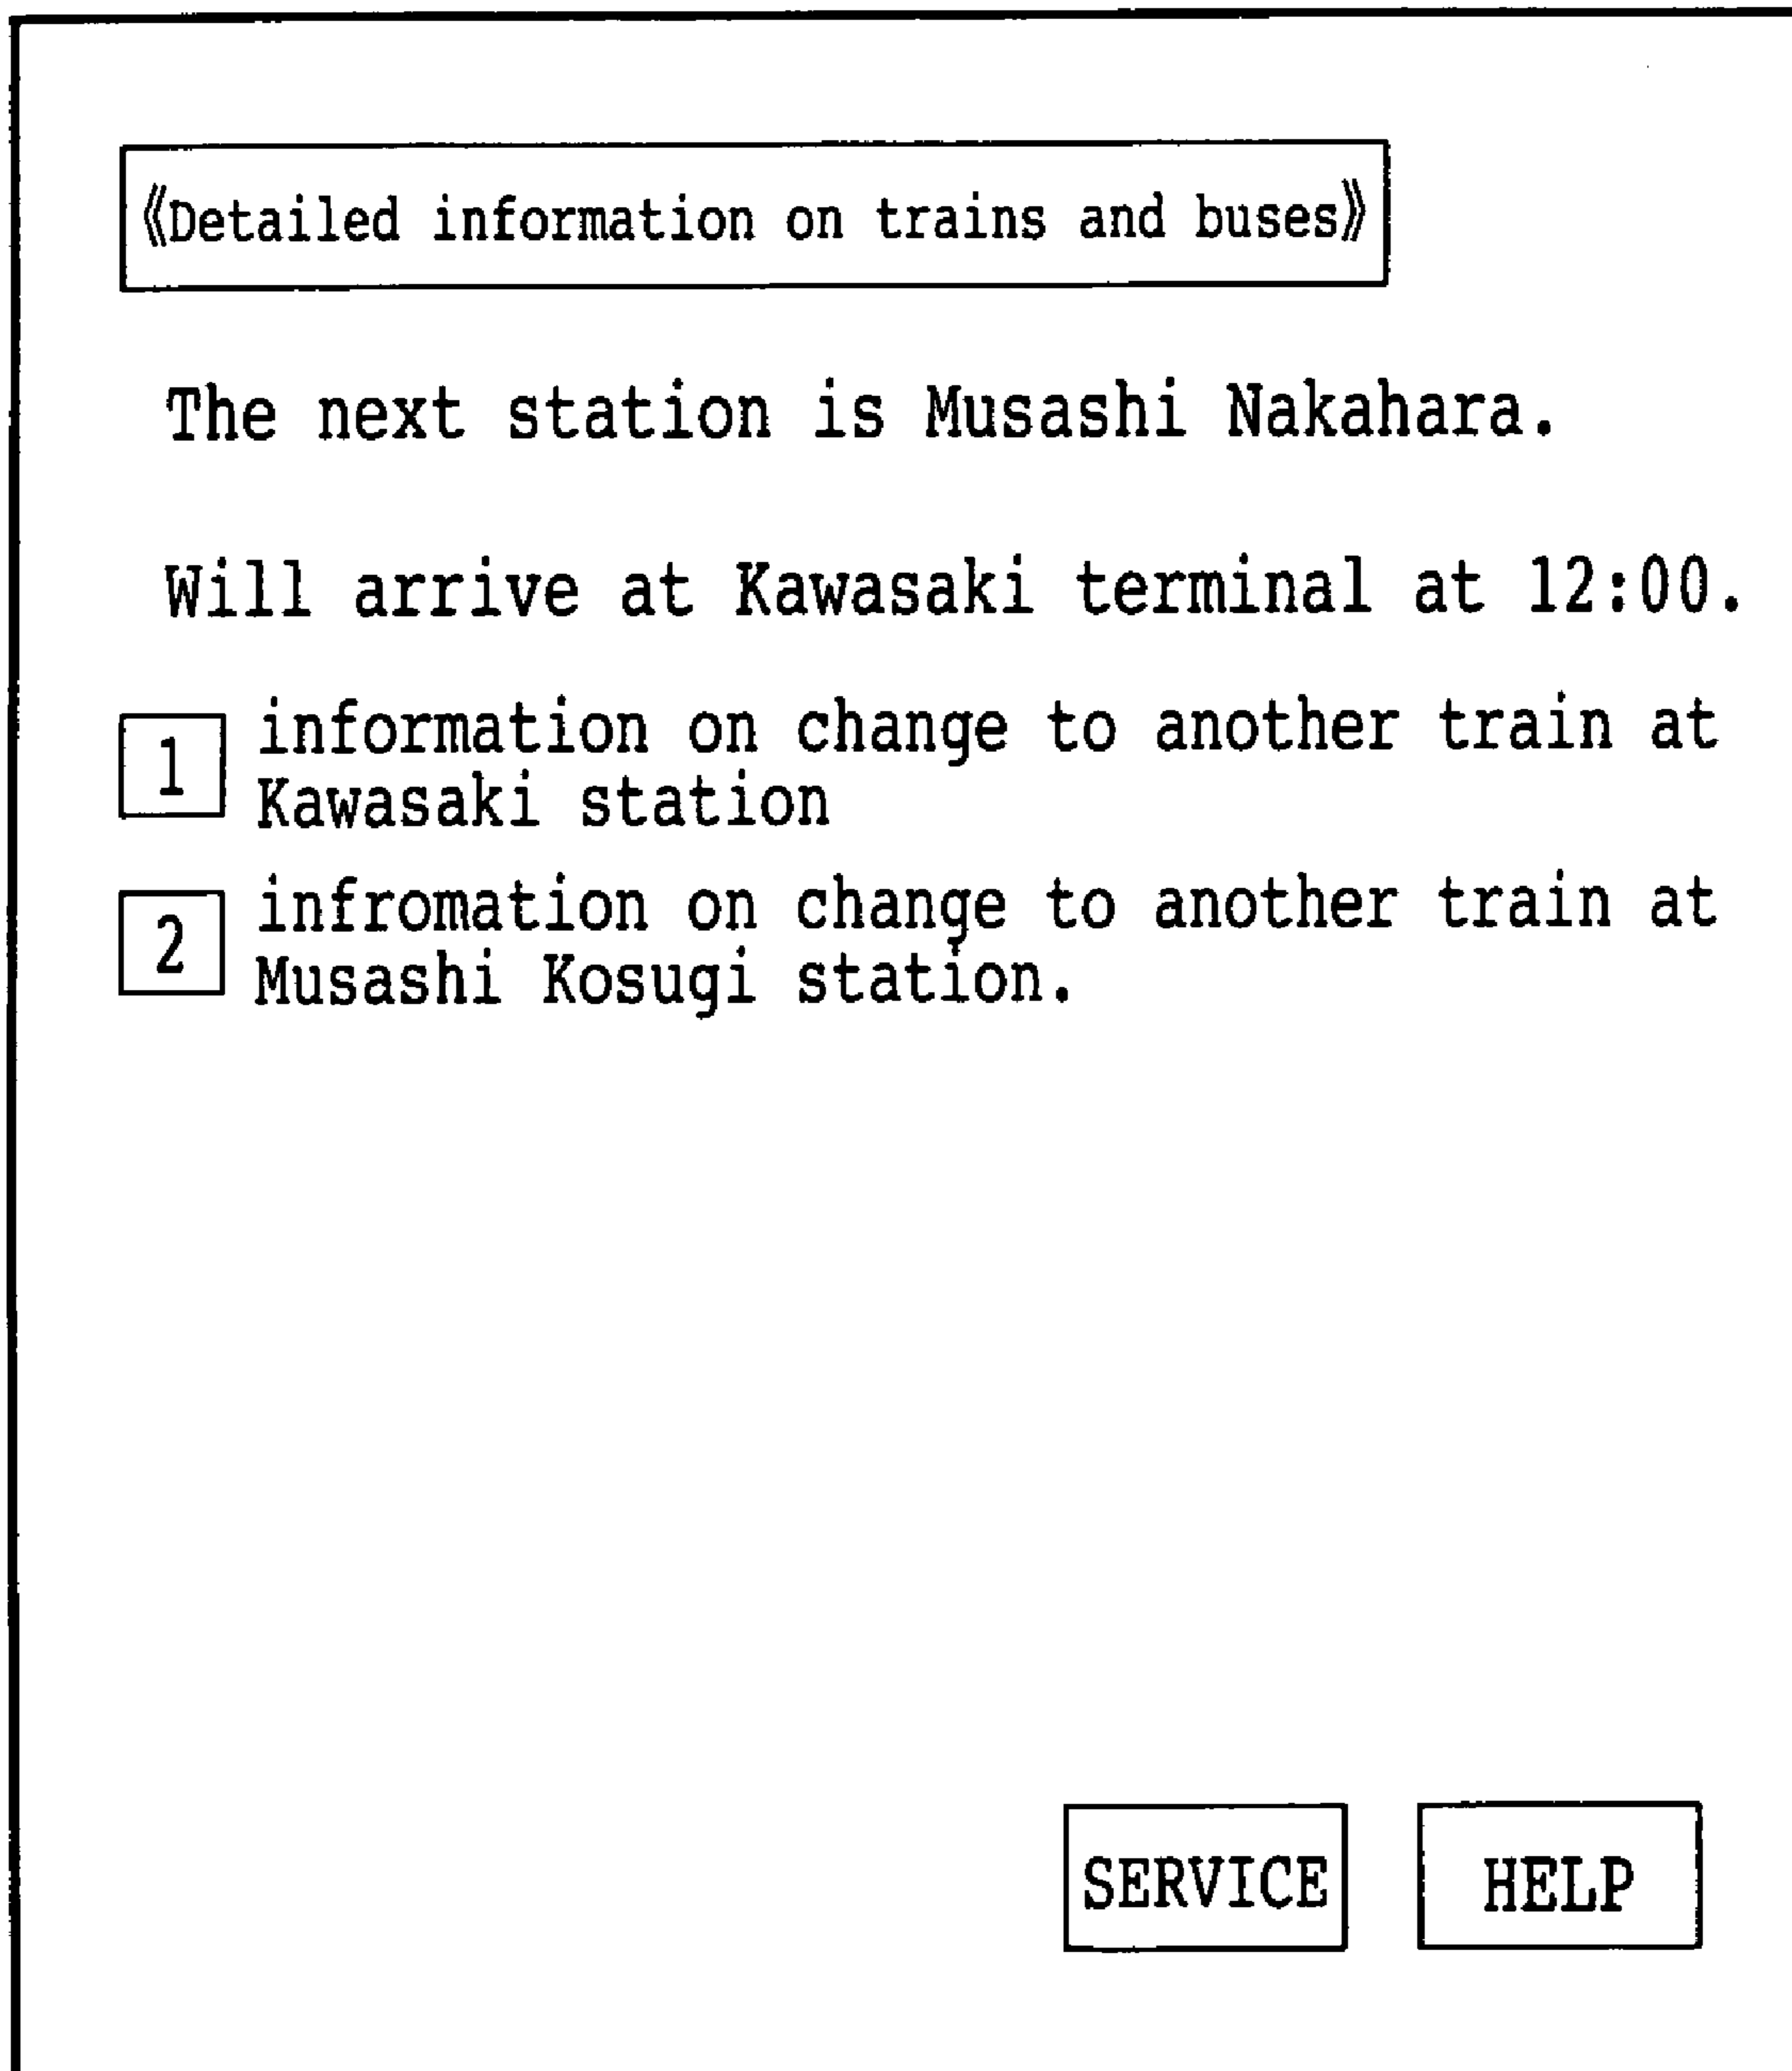 《Detailed information on trains and buses》
The next station is Musashi Nakahara.
Will arrive at Kawasaki terminal at 12:00.
1 information on change to another train at
Kawasaki station
2 infromation on change to another train at
Musashi Kosugi station.
SERVICE HELP